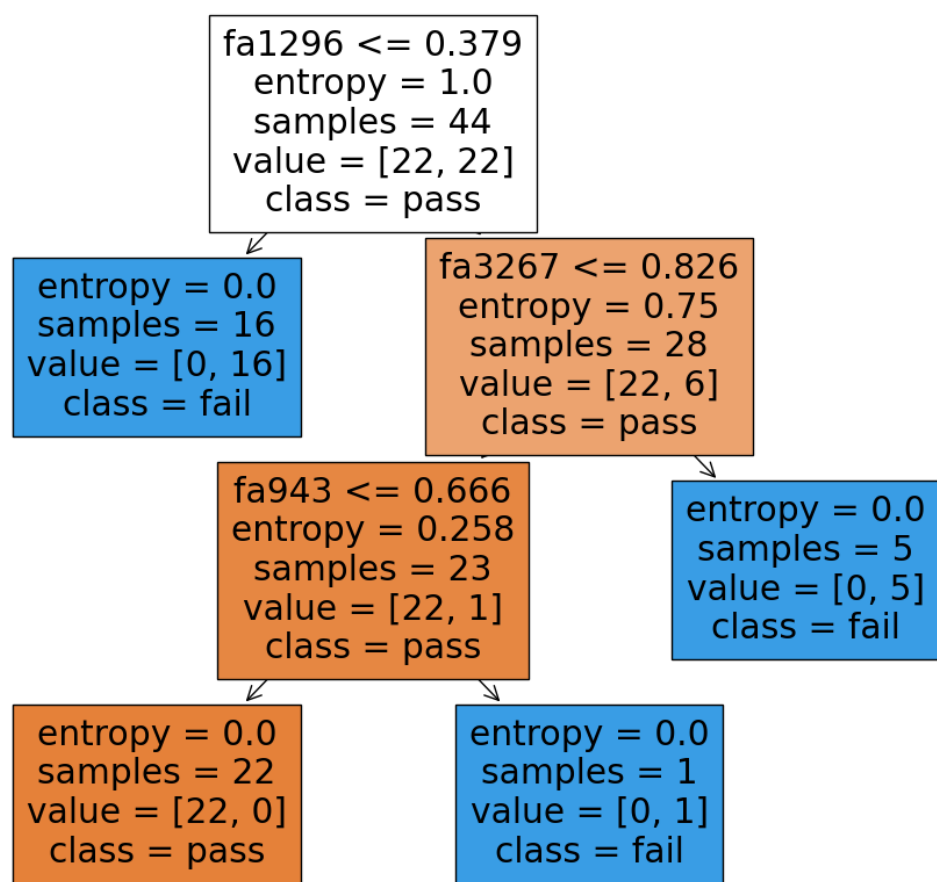 fa1296 <= 0.379
entropy = 1.0
samples = 44
value = [22, 22]
class = pass
entropy = 0.0
samples = 16
value = [0, 16]
class = fail
fa3267 <= 0.826
entropy = 0.75
samples = 28
value = [22, 6]
class = pass
fa943 <= 0.666
entropy = 0.258
samples = 23
value = [22, 1]
class = pass
entropy = 0.0
samples = 5
value = [0, 5]
class = fail
entropy = 0.0
samples = 22
value = [22, 0]
class = pass
entropy = 0.0
samples = 1
value = [0, 1]
class = fail